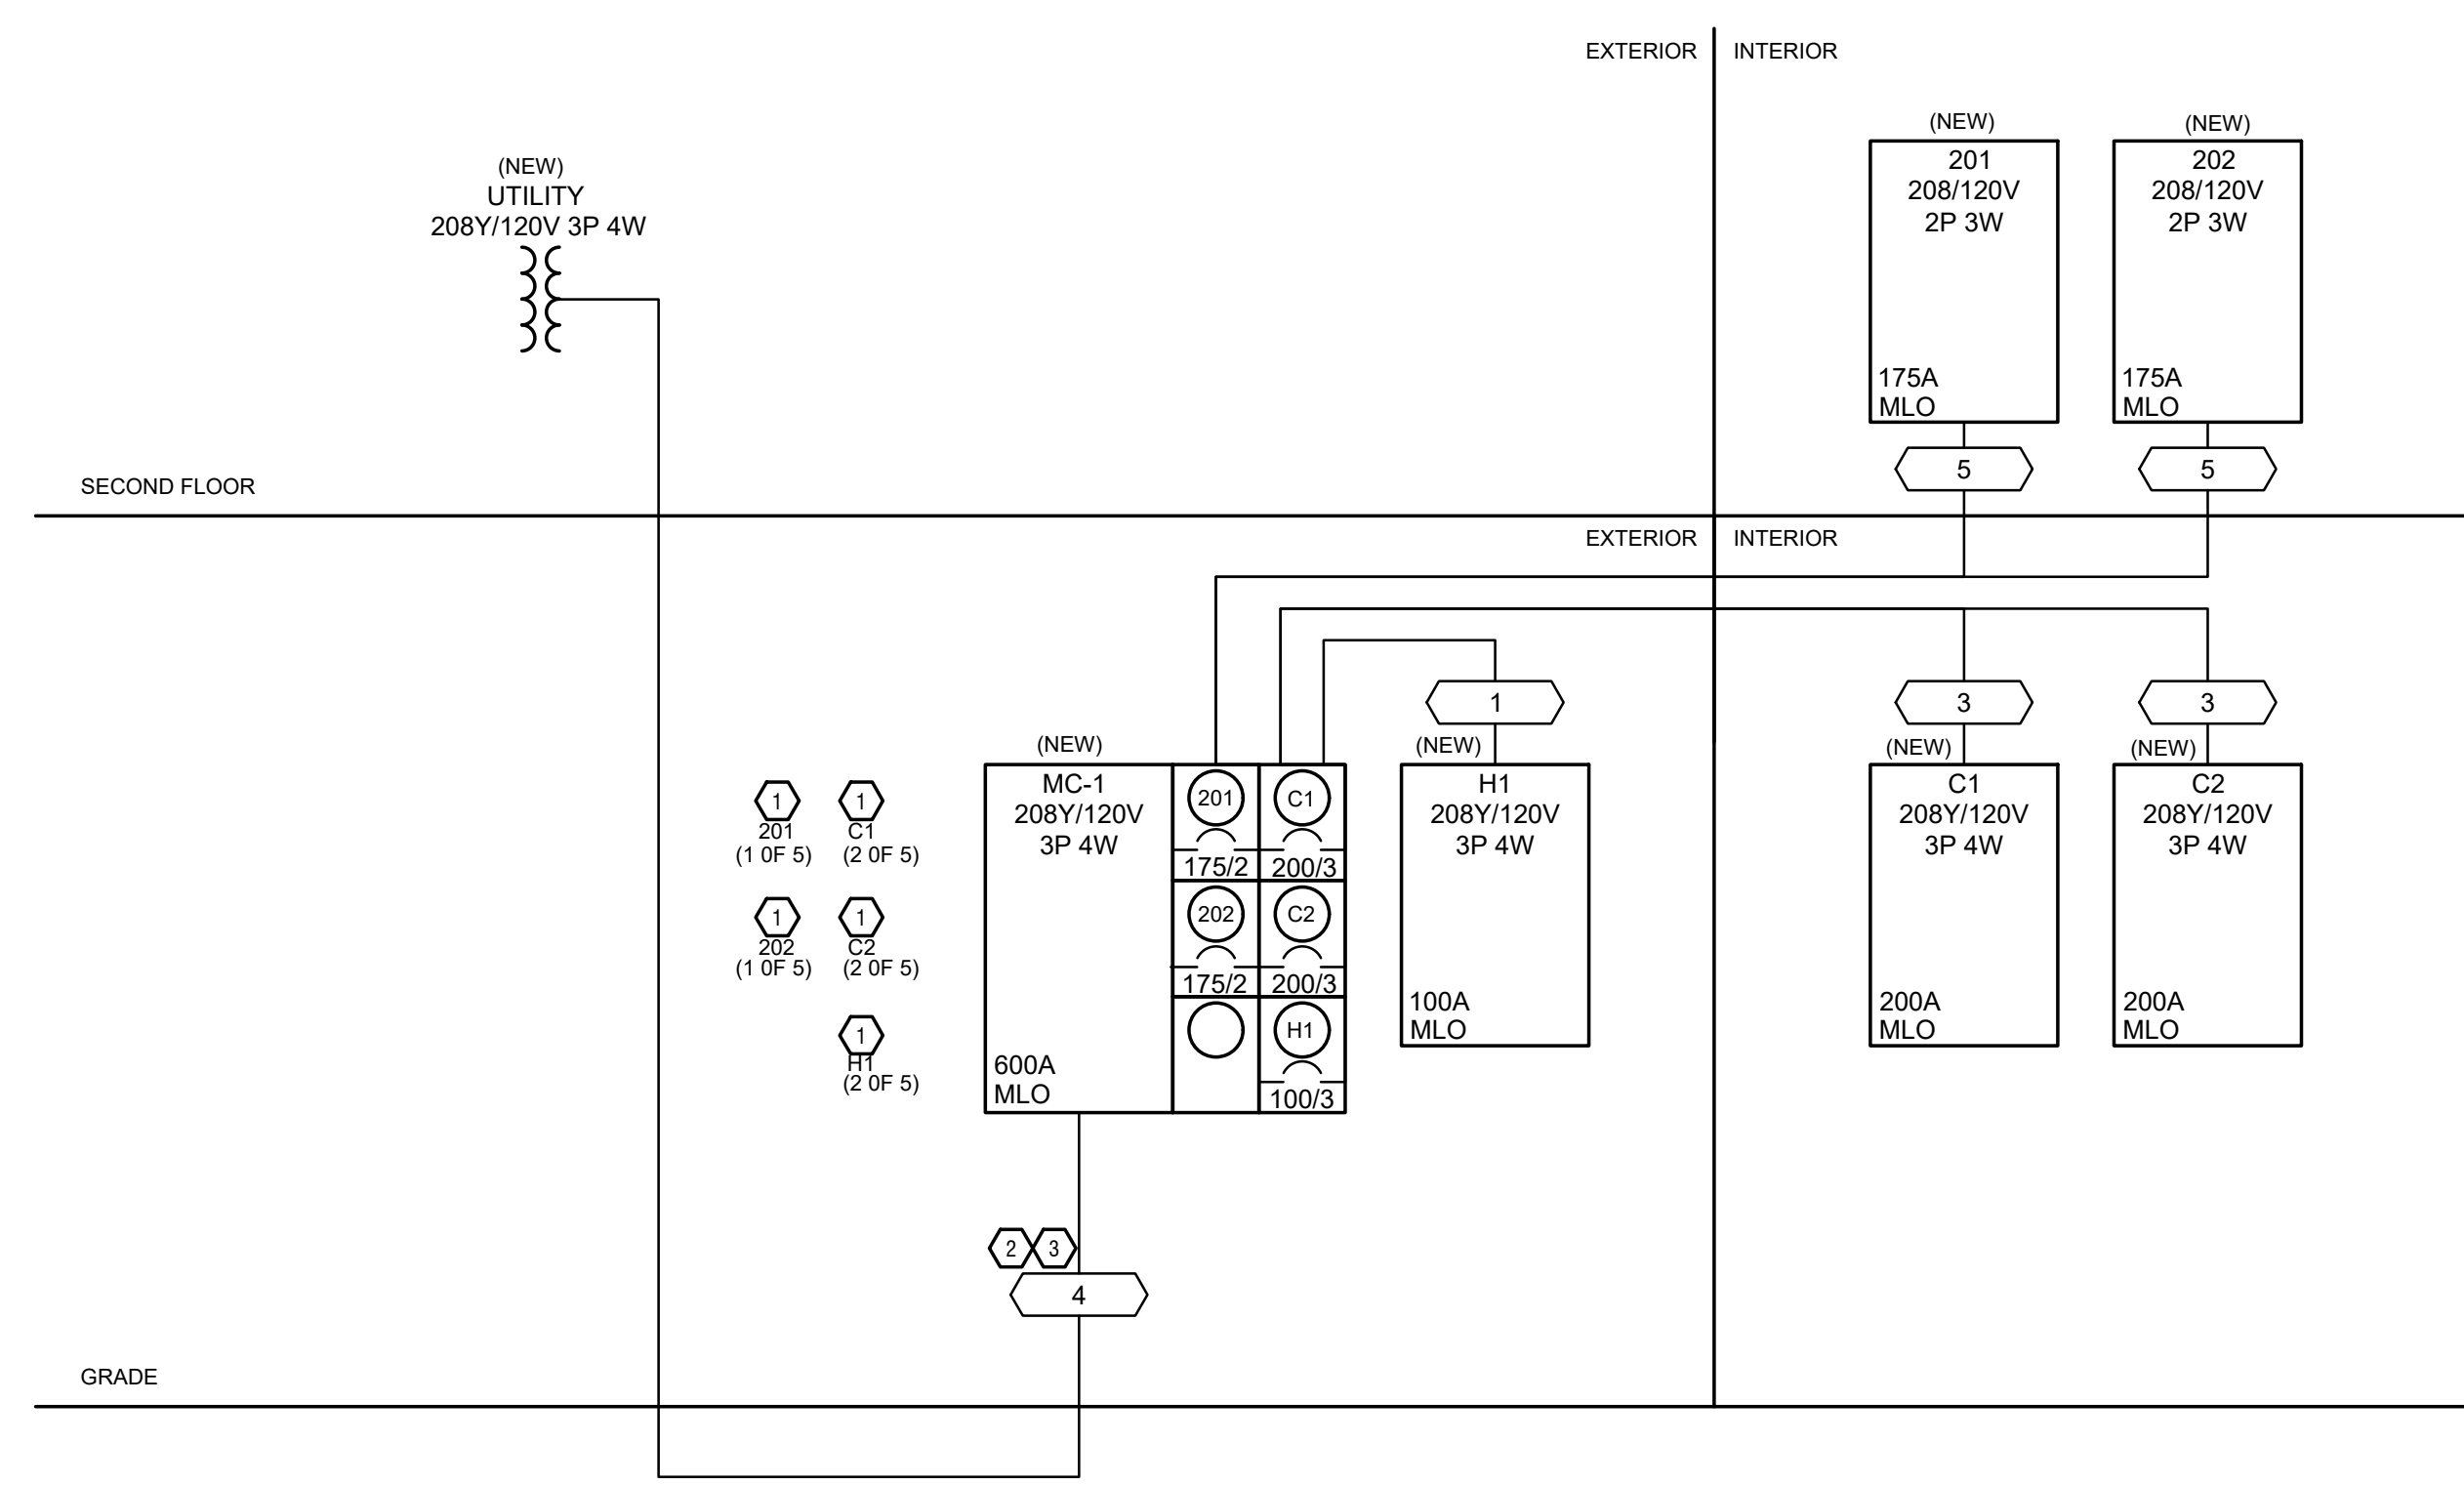 EXTERIOR
INTERIOR
(NEW)
UTILITY
208Y/120V 3P 4W
(NEW)
201
208/120V
2P 3W
175A
MLO
5
(NEW)
202
208/120V
2P 3W
175A
MLO
5
SECOND FLOOR
EXTERIOR
INTERIOR
1
201
(1 0F 5)
1
C1
(2 0F 5)
1
202
(1 0F 5)
1
C2
(2 0F 5)
1
H1
(2 0F 5)
(NEW)
MC-1
208Y/120V
3P 4W
600A
MLO
201
175/2
C1
200/3
202
175/2
C2
200/3
H1
100/3
1
(NEW)
H1
208Y/120V
3P 4W
100A
MLO
3
(NEW)
C1
208Y/120V
3P 4W
200A
MLO
3
(NEW)
C2
208Y/120V
3P 4W
200A
MLO
2
3
4
GRADE